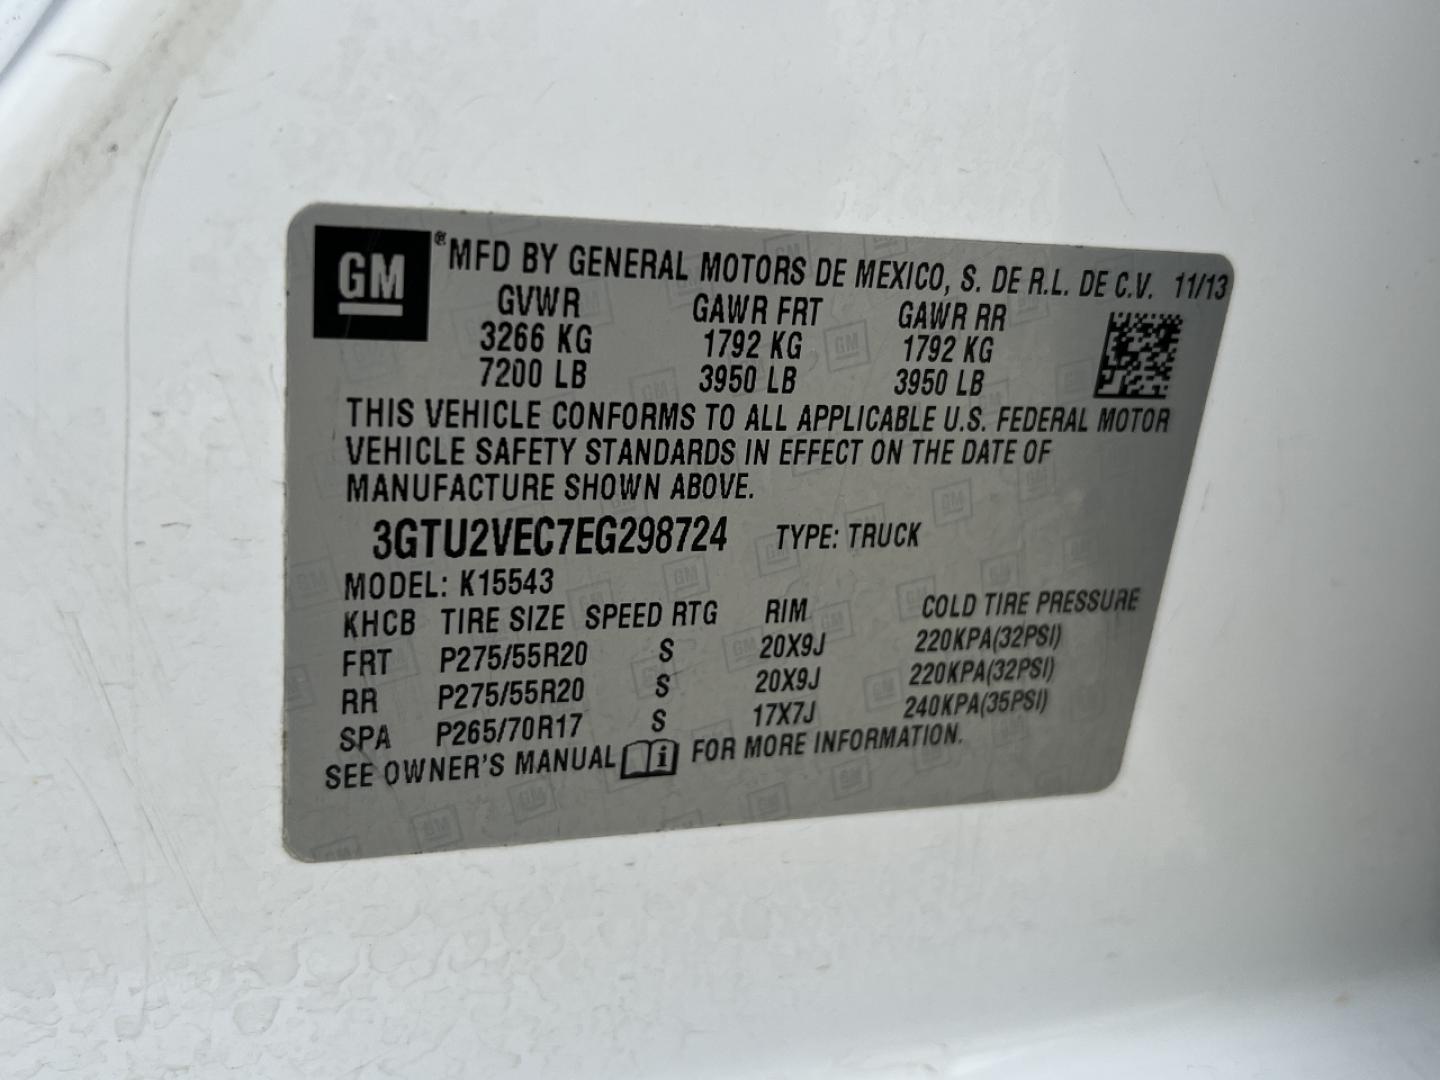 GM ® MFD BY GENERAL MOTORS DE MEXICO, S. DE R.L. DE C.V. 11/13
GVWR GAWR FRT GAWR RR
3266 KG 1792 KG 1792 KG
7200 LB 3950 LB 3950 LB
THIS VEHICLE CONFORMS TO ALL APPLICABLE U.S. FEDERAL MOTOR
VEHICLE SAFETY STANDARDS IN EFFECT ON THE DATE OF
MANUFACTURE SHOWN ABOVE.
3GTU2VEC7EG298724 TYPE: TRUCK
MODEL: K15543
KHCB TIRE SIZE SPEED RTG RIM COLD TIRE PRESSURE
FRT P275/55R20 S 20X9J 220KPA(32PSI)
RR P275/55R20 S 20X9J 220KPA(32PSI)
SPA P265/70R17 S 17X7J 240KPA(35PSI)
SEE OWNER'S MANUAL i FOR MORE INFORMATION.